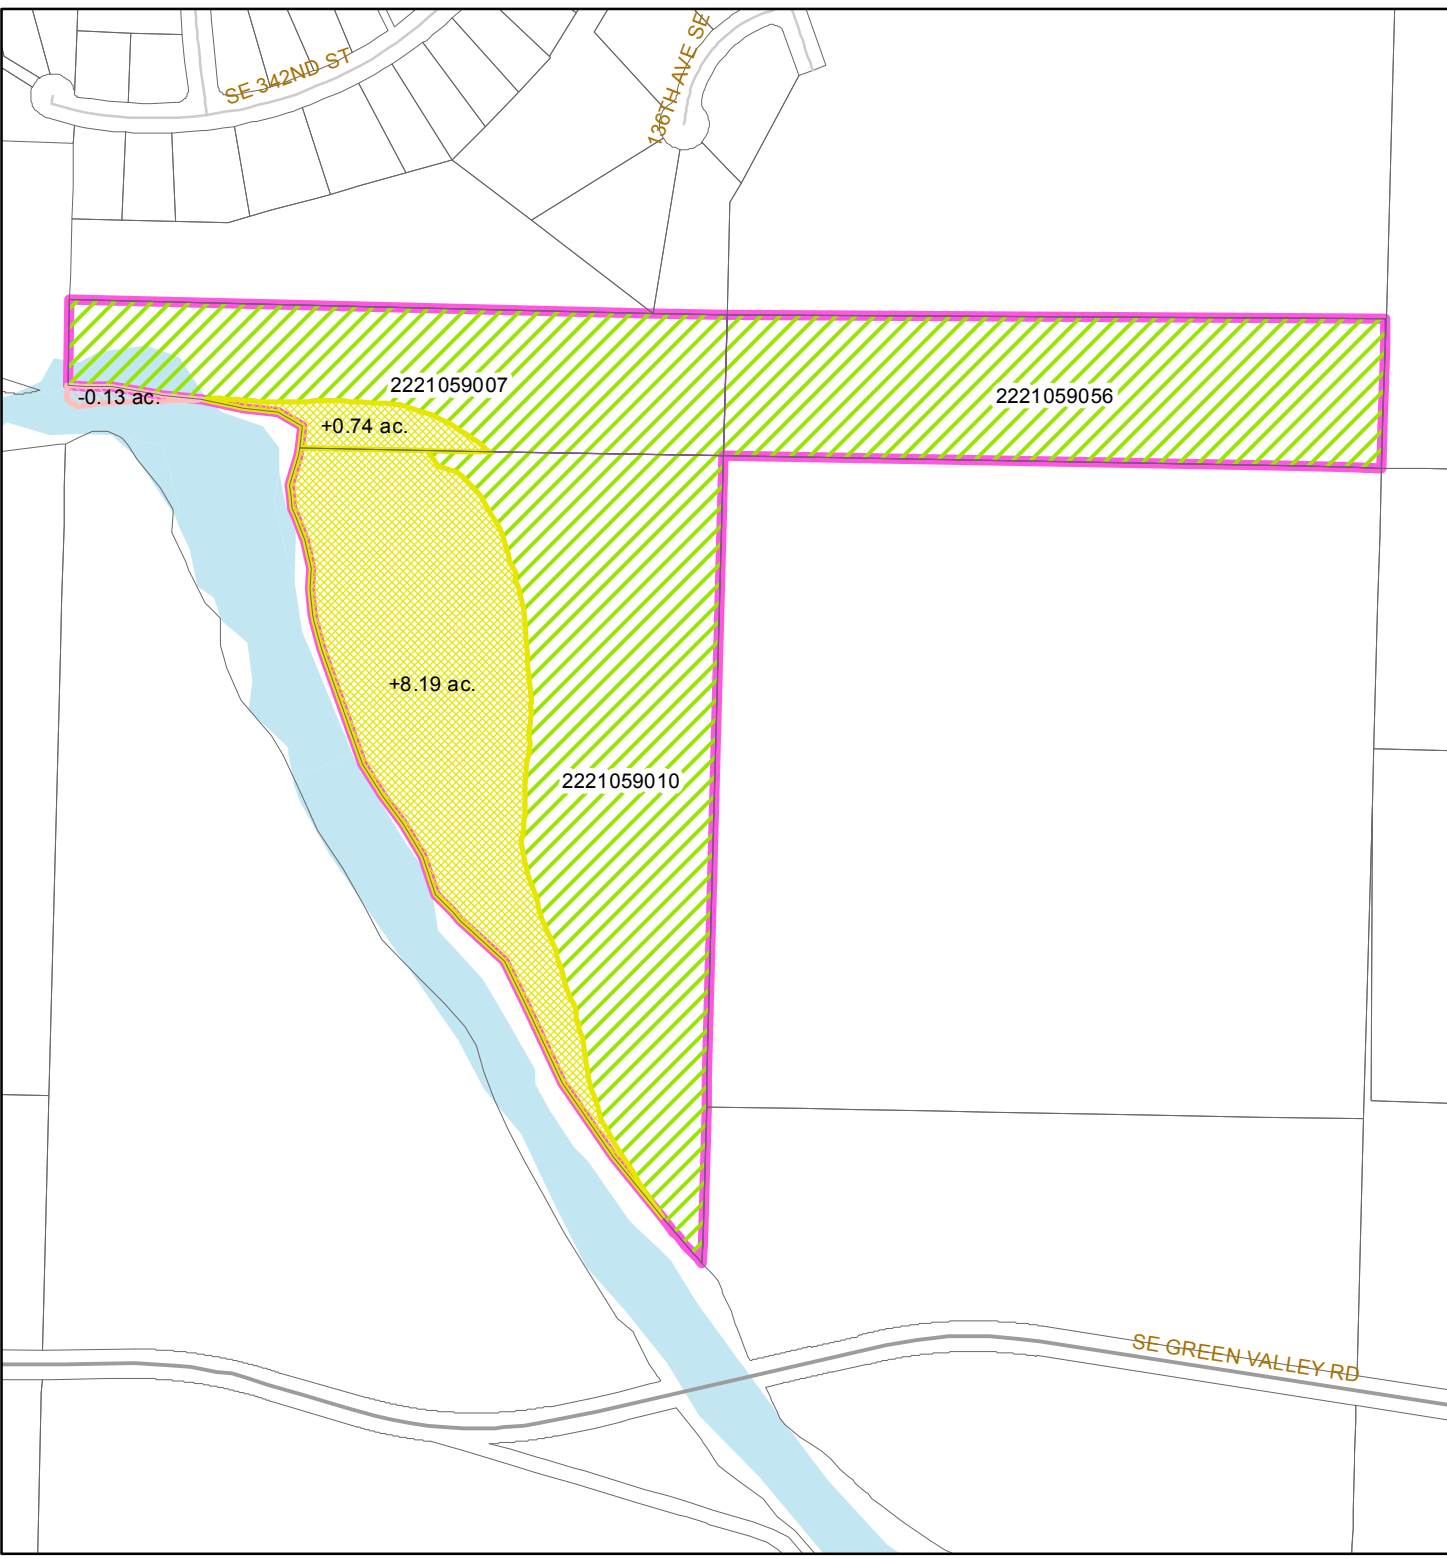 SE 342ND ST
136TH AVE SE
2221059007
-0.13 ac.
2221059056
+0.74 ac.
+8.19 ac.
2221059010
SE GREEN VALLEY RD